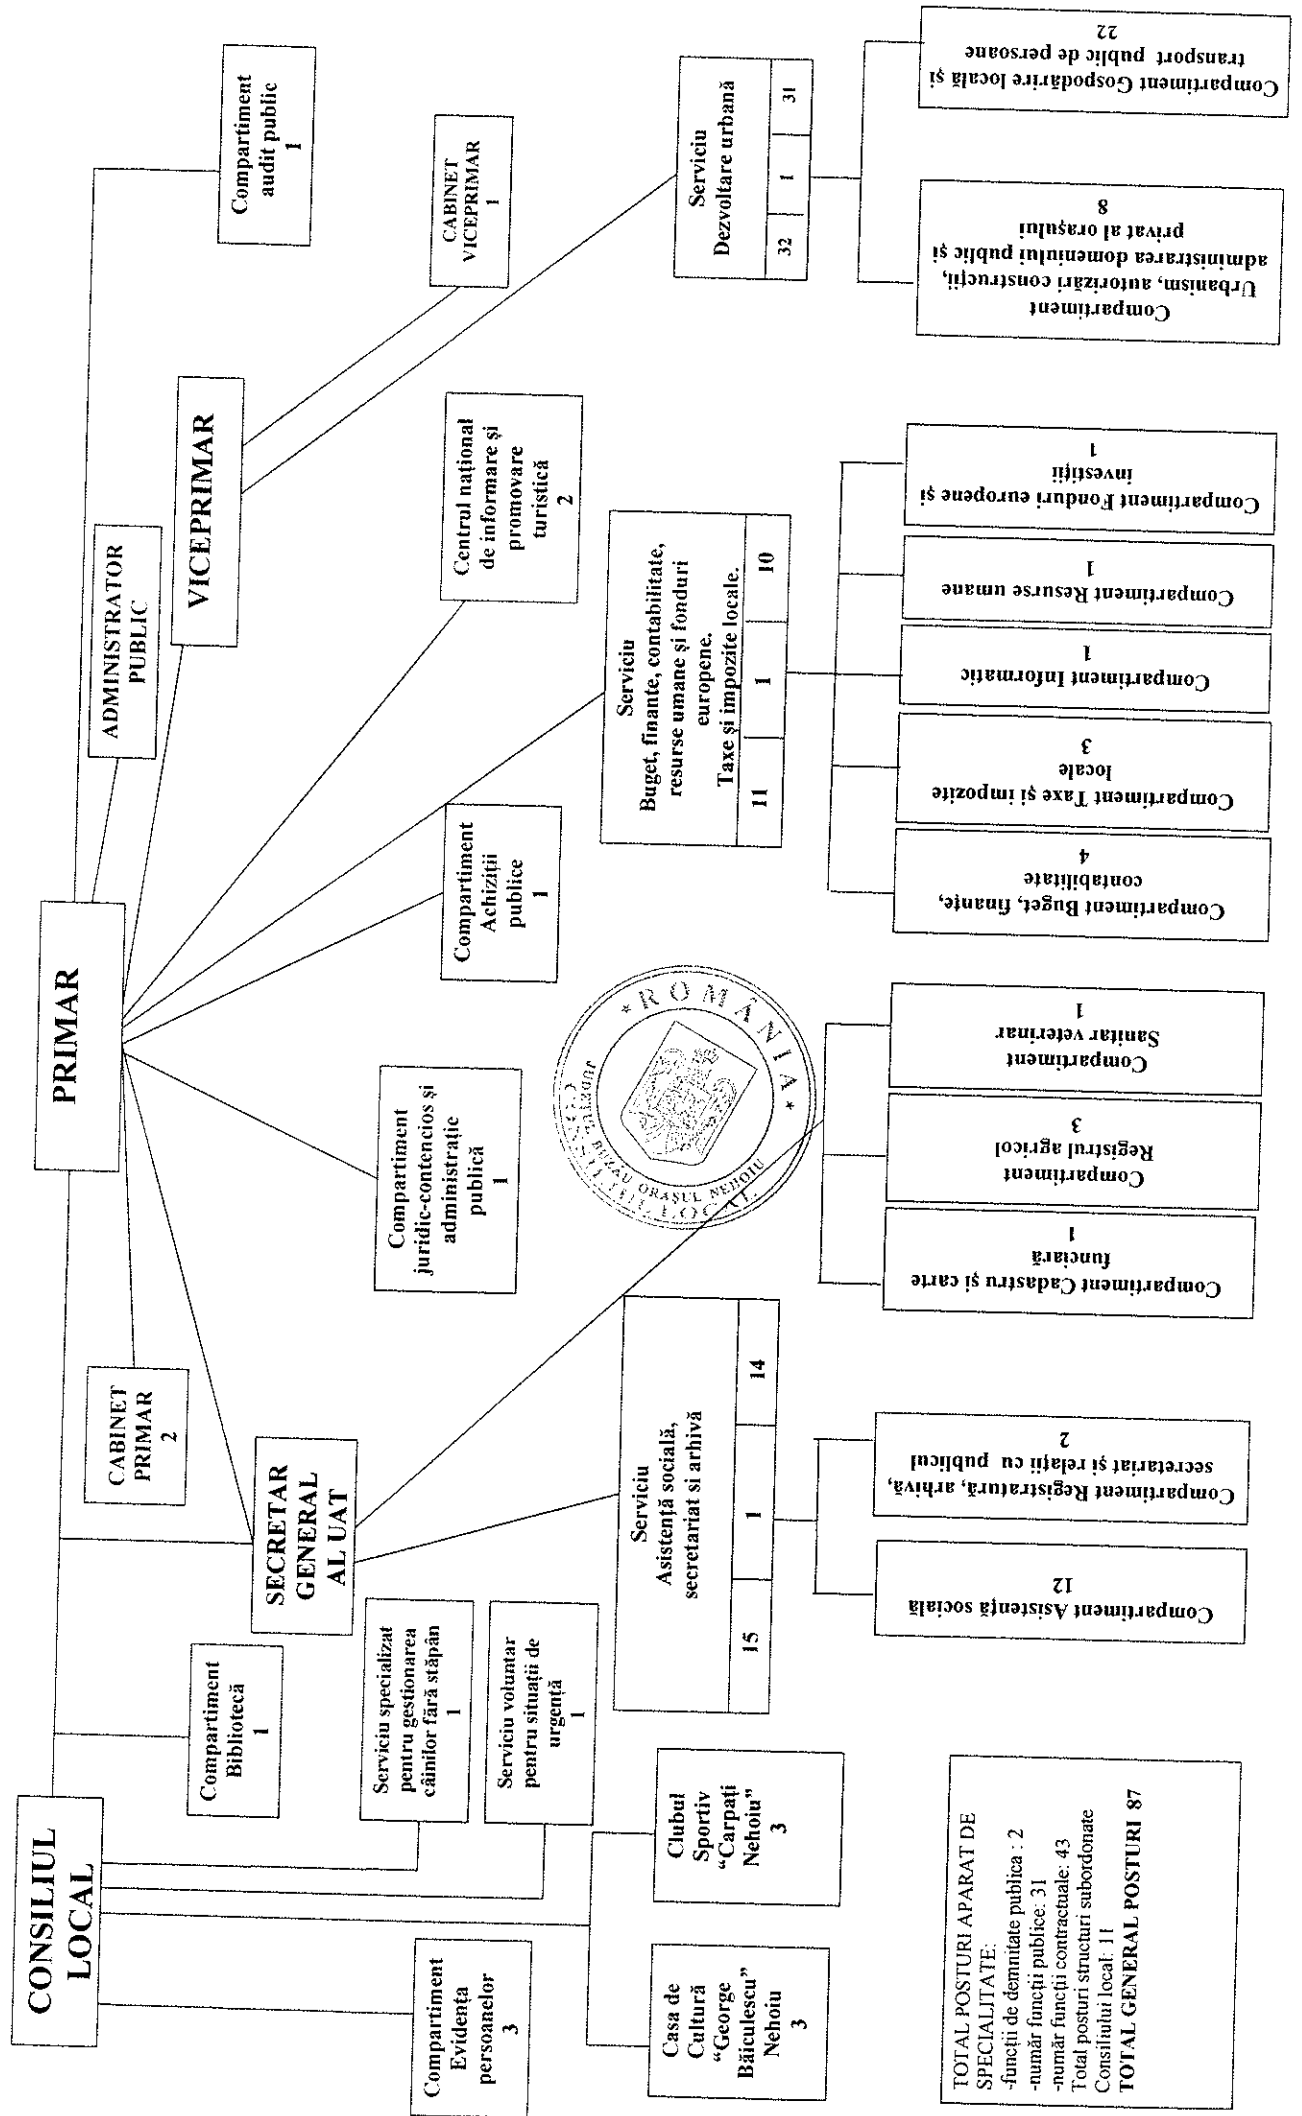 CONSILIUL
LOCAL
PRIMAR
ADMINISTRATOR
PUBLIC
VICEPRIMAR
Compartiment
audit public
1
CABINET
PRIMAR
2
SECRETAR
GENERAL
AL UAT
Compartiment
Bibliotecă
1
CABINET
VICEPRIMAR
1
Compartiment
Evidența
persoanelor
3
Serviciu specializat
pentru gestionarea
câinilor fără stăpân
1
Serviciu voluntar
pentru situații de
urgență
1
Compartiment
juridic-contencios și
administrație
publică
1
Compartiment
Achiziții
publice
1
Centrul național
de informare și
promovare
turistică
2
Casa de
Cultură
“George
Băiculescu”
Nehoiu
3
Clubul
Sportiv
“Carpați
Nehoiu”
3
Serviciu
Asistență socială,
secretariat si arhivă
15 1 14
*ROMÂNIA*
JUDEȚUL BUZĂU ORAȘUL NEHOIU
CONSILIUL LOCAL
Serviciu
Buget, finante, contabilitate,
resurse umane și fonduri
europene.
Taxe și impozite locale.
11 1 10
Serviciu
Dezvoltare urbană
32 1 31
Compartiment Asistență socială
12
Compartiment Registratură, arhivă,
secretariat și relații cu publicul
2
Compartiment Cadastru și carte
funciară
1
Compartiment
Registrul agricol
3
Compartiment
Sanitar veterinar
1
Compartiment Buget, finanțe,
contabilitate
4
Compartiment Taxe și impozite
locale
3
Compartiment Informatic
1
Compartiment Resurse umane
1
Compartiment Fonduri europene și
investiții
1
Compartiment
Urbanism, autorizări construcții,
administrarea domeniului public și
privat al orașului
8
Compartiment Gospodărire locală și
transport public de persoane
22
TOTAL POSTURI APARAT DE
SPECIALITATE:
-funcții de demnitate publica : 2
-număr funcții publice: 31
-număr funcții contractuale: 43
Total posturi structuri subordonate
Consiliului local: 11
TOTAL GENERAL POSTURI 87